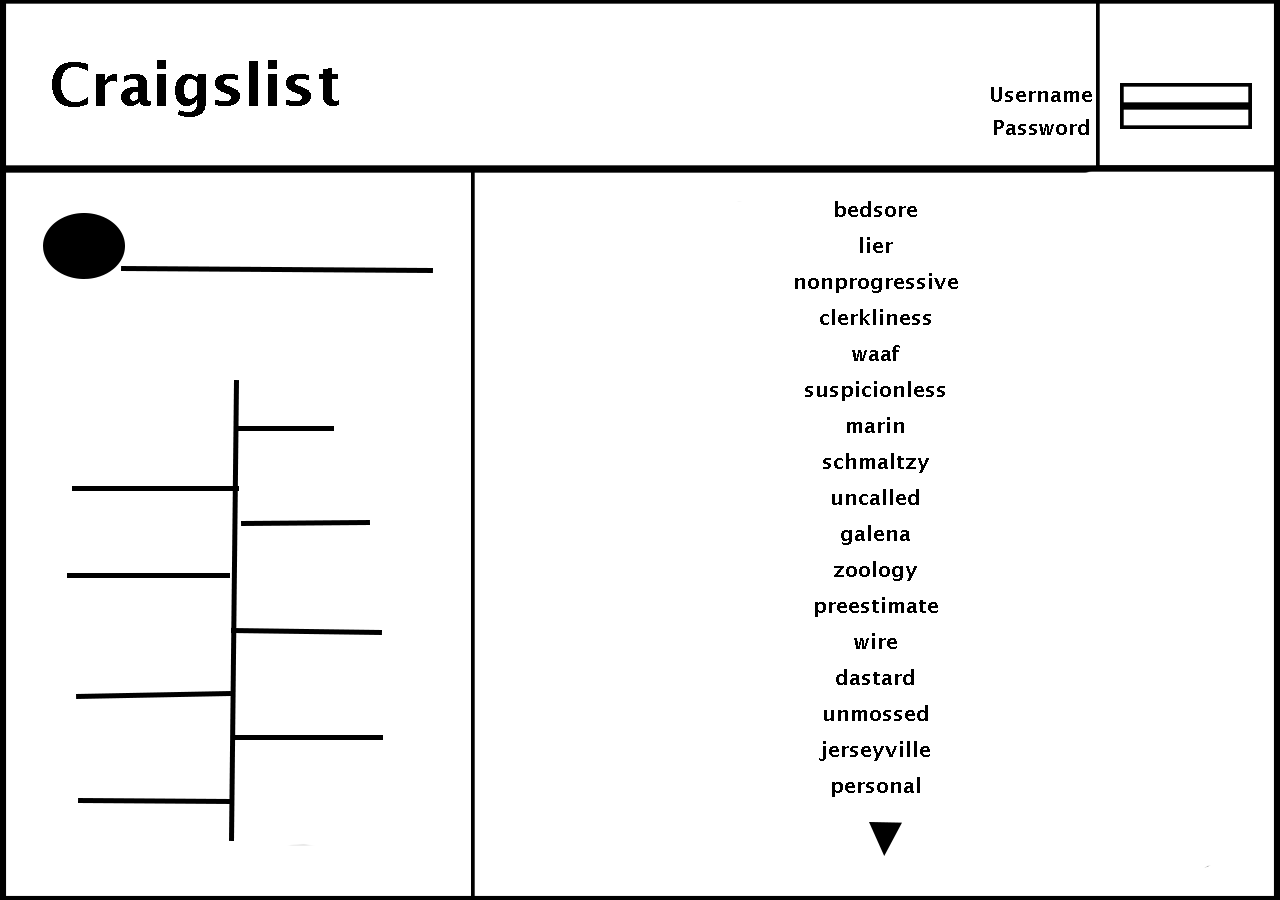 Craigslist
Username
Password
bedsore
lier
nonprogressive
clerkliness
waaf
suspicionless
marin
schmaltzy
uncalled
galena
zoology
preestimate
wire
dastard
unmossed
jerseyville
personal